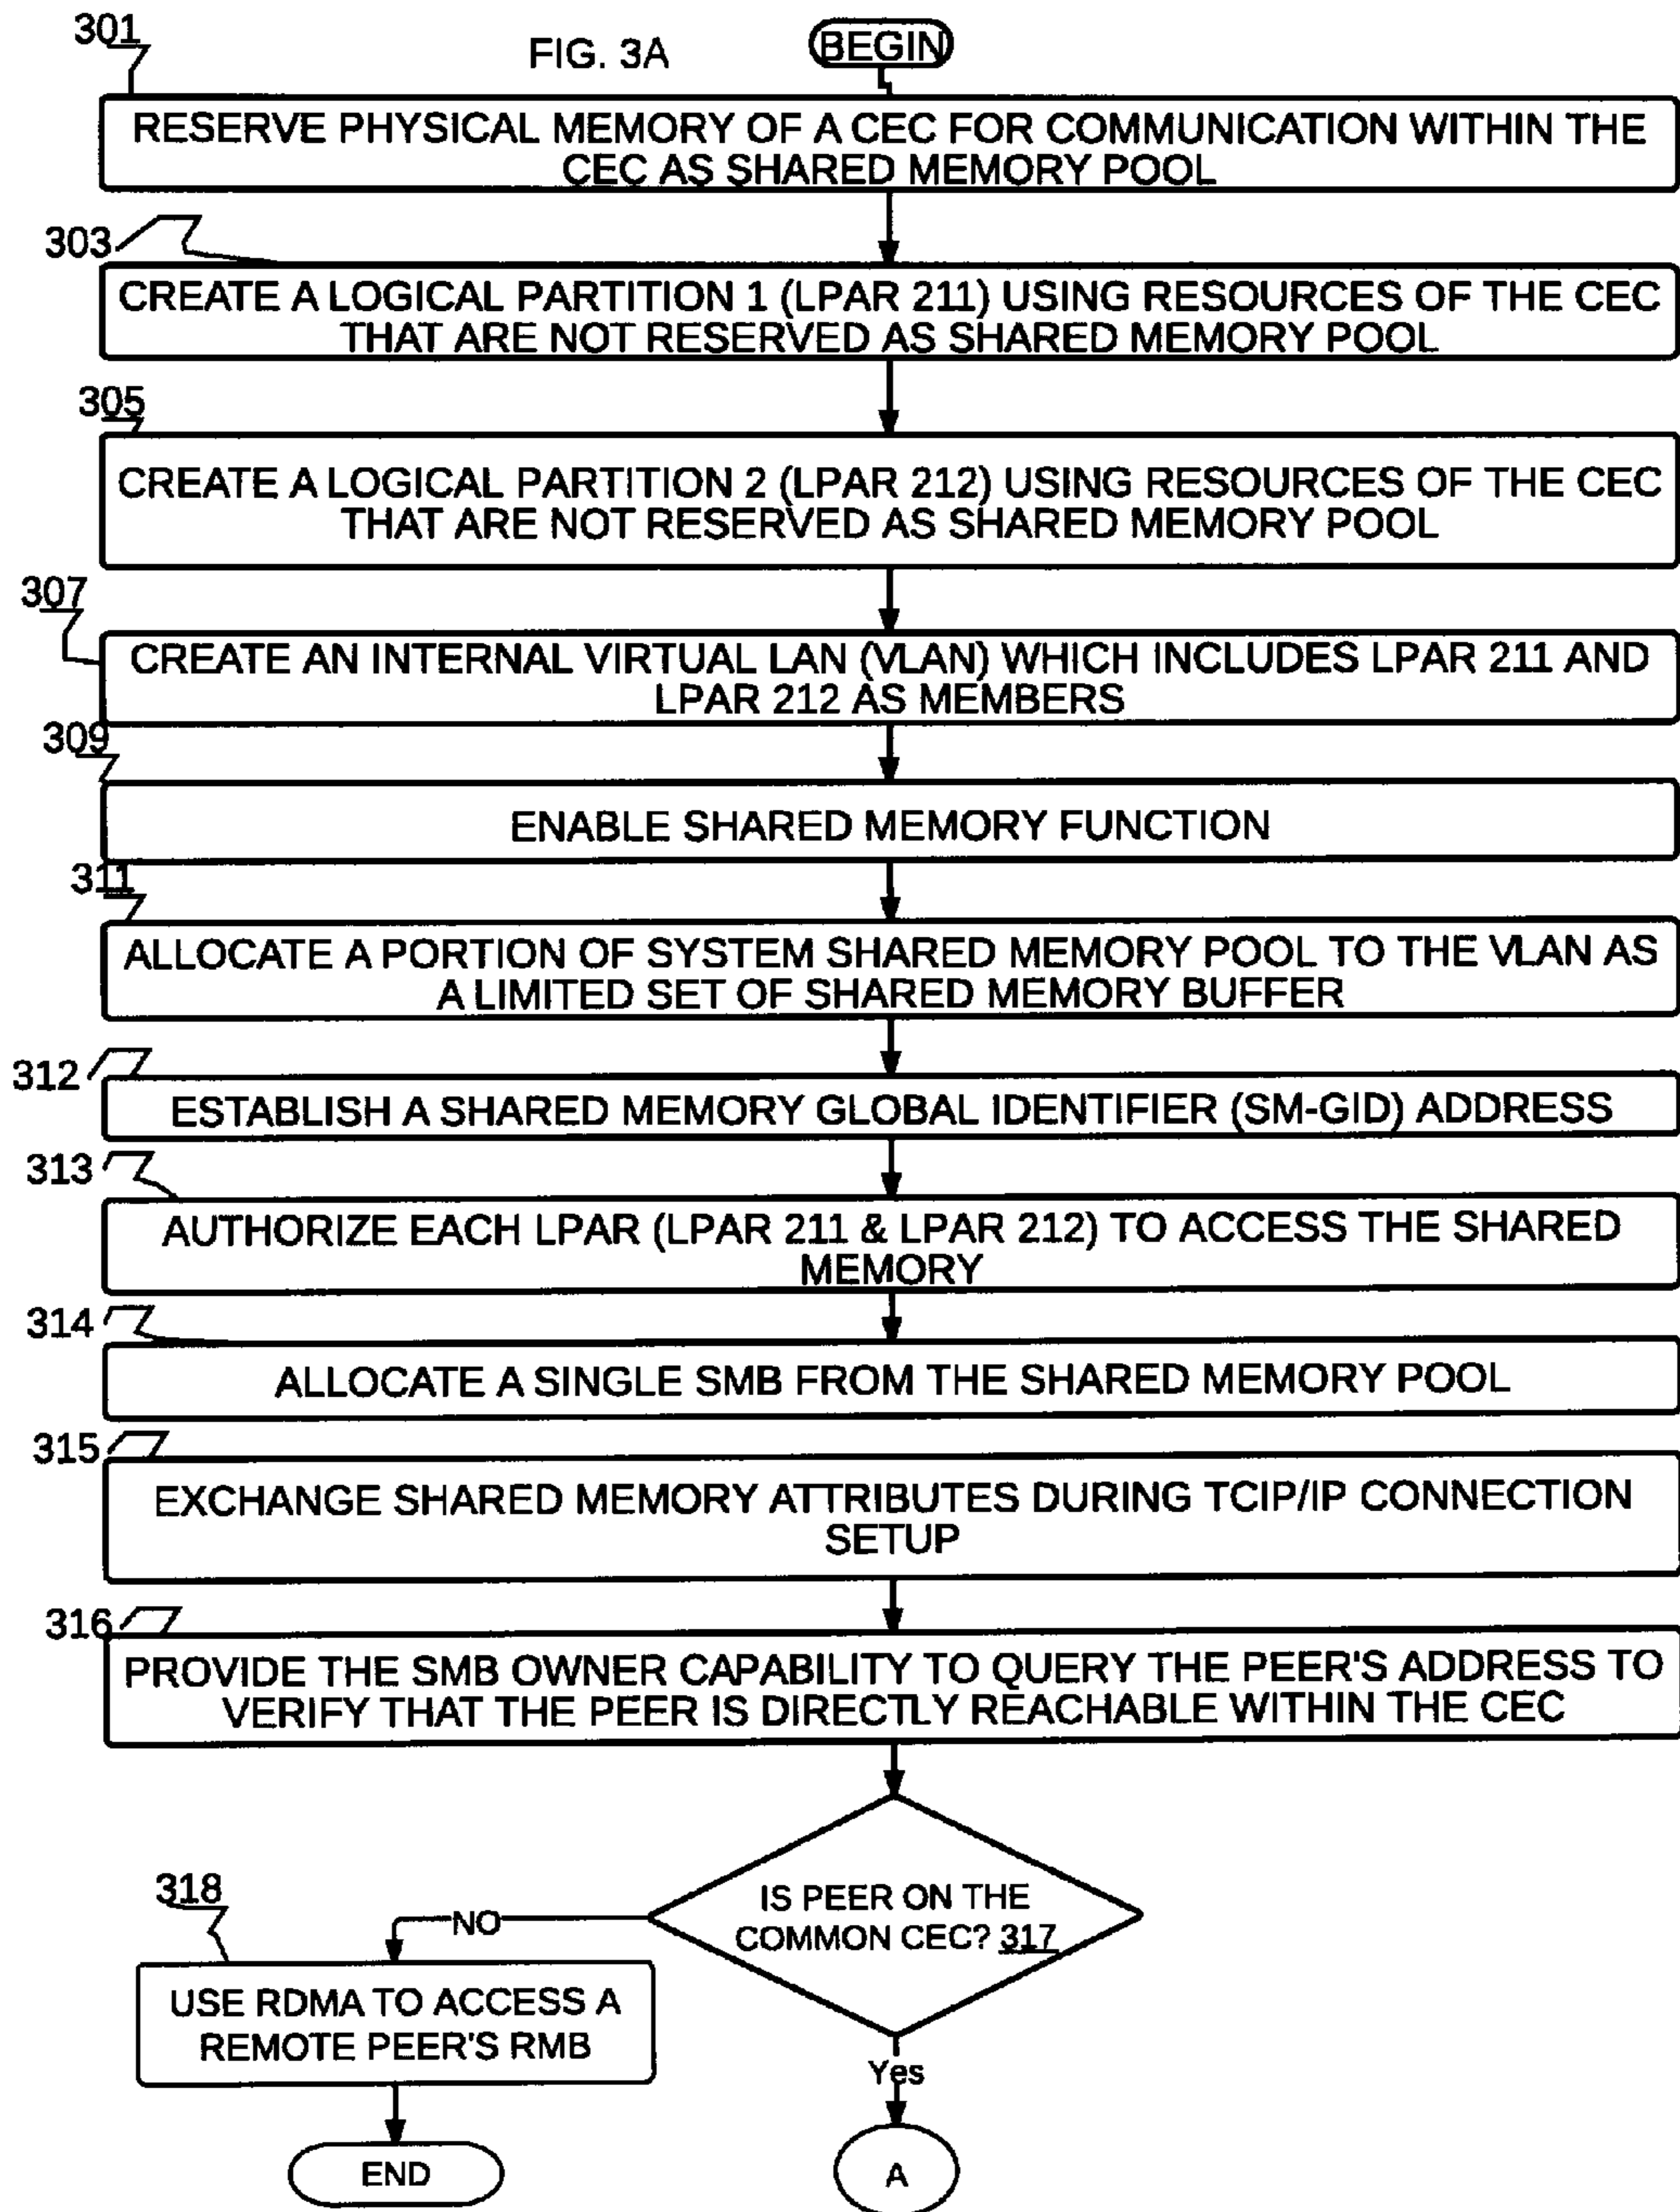 301
FIG. 3A
BEGIN
RESERVE PHYSICAL MEMORY OF A CEC FOR COMMUNICATION WITHIN THE
CEC AS SHARED MEMORY POOL
303
CREATE A LOGICAL PARTITION 1 (LPAR 211) USING RESOURCES OF THE CEC
THAT ARE NOT RESERVED AS SHARED MEMORY POOL
305
CREATE A LOGICAL PARTITION 2 (LPAR 212) USING RESOURCES OF THE CEC
THAT ARE NOT RESERVED AS SHARED MEMORY POOL
307
CREATE AN INTERNAL VIRTUAL LAN (VLAN) WHICH INCLUDES LPAR 211 AND
LPAR 212 AS MEMBERS
309
ENABLE SHARED MEMORY FUNCTION
311
ALLOCATE A PORTION OF SYSTEM SHARED MEMORY POOL TO THE VLAN AS
A LIMITED SET OF SHARED MEMORY BUFFER
312
ESTABLISH A SHARED MEMORY GLOBAL IDENTIFIER (SM-GID) ADDRESS
313
AUTHORIZE EACH LPAR (LPAR 211 & LPAR 212) TO ACCESS THE SHARED
MEMORY
314
ALLOCATE A SINGLE SMB FROM THE SHARED MEMORY POOL
315
EXCHANGE SHARED MEMORY ATTRIBUTES DURING TCIP/IP CONNECTION
SETUP
316
PROVIDE THE SMB OWNER CAPABILITY TO QUERY THE PEER'S ADDRESS TO
VERIFY THAT THE PEER IS DIRECTLY REACHABLE WITHIN THE CEC
IS PEER ON THE
COMMON CEC? 317
NO
318
USE RDMA TO ACCESS A
REMOTE PEER'S RMB
Yes
END
A